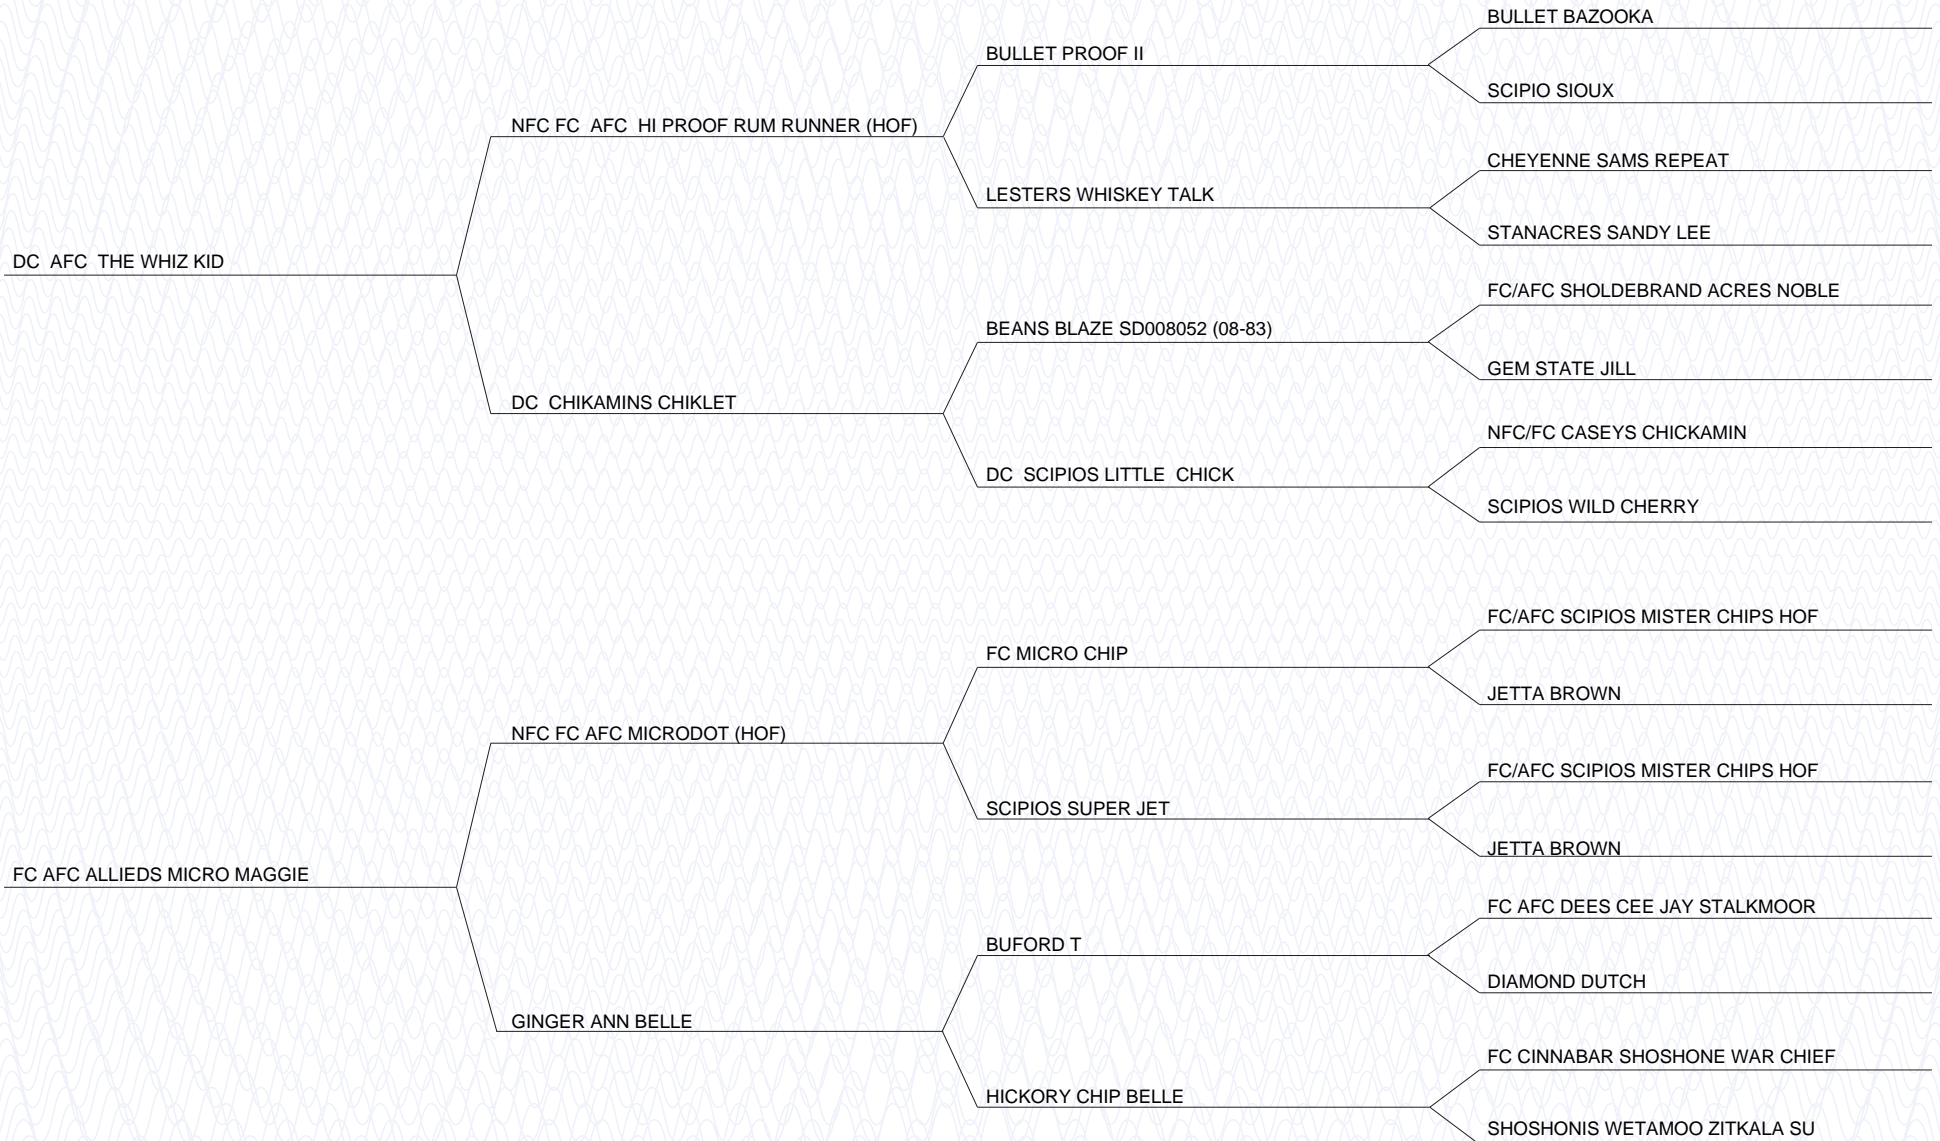 BULLET BAZOOKA
BULLET PROOF II
SCIPIO SIOUX
NFC FC  AFC  HI PROOF RUM RUNNER (HOF)
CHEYENNE SAMS REPEAT
LESTERS WHISKEY TALK
STANACRES SANDY LEE
DC  AFC  THE WHIZ KID
FC/AFC SHOLDEBRAND ACRES NOBLE
BEANS BLAZE SD008052 (08-83)
GEM STATE JILL
DC  CHIKAMINS CHIKLET
NFC/FC CASEYS CHICKAMIN
DC  SCIPIOS LITTLE  CHICK
SCIPIOS WILD CHERRY
FC/AFC SCIPIOS MISTER CHIPS HOF
FC MICRO CHIP
JETTA BROWN
NFC FC AFC MICRODOT (HOF)
FC/AFC SCIPIOS MISTER CHIPS HOF
SCIPIOS SUPER JET
JETTA BROWN
FC AFC ALLIEDS MICRO MAGGIE
FC AFC DEES CEE JAY STALKMOOR
BUFORD T
DIAMOND DUTCH
GINGER ANN BELLE
FC CINNABAR SHOSHONE WAR CHIEF
HICKORY CHIP BELLE
SHOSHONIS WETAMOO ZITKALA SU